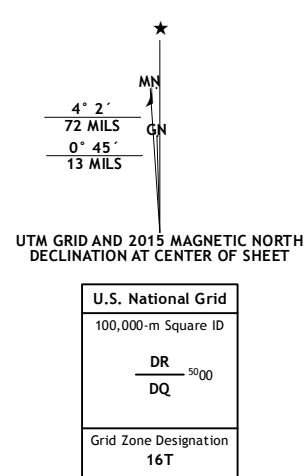 ★
MN
4° 2´
72 MILS
GN
0° 45´
13 MILS
UTM GRID AND 2015 MAGNETIC NORTH
DECLINATION AT CENTER OF SHEET
U.S. National Grid
100,000-m Square ID
DR
5000
DQ
Grid Zone Designation
16T